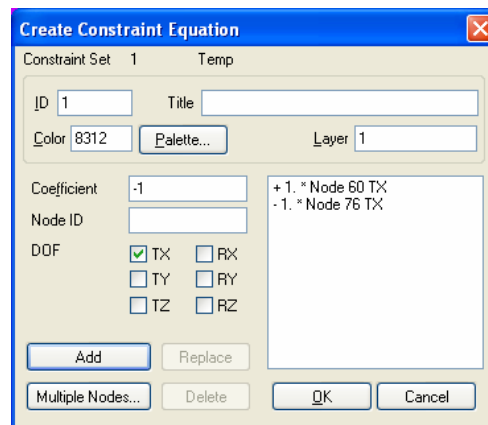 Create Constraint Equation
Constraint Set 1 Temp
ID 1 Title
Color 8312 Palette... Layer 1
Coefficient -1
Node ID
DOF TX RX
TY RY
TZ RZ
+ 1. * Node 60 TX
- 1. * Node 76 TX
Add Replace
Multiple Nodes... Delete OK Cancel